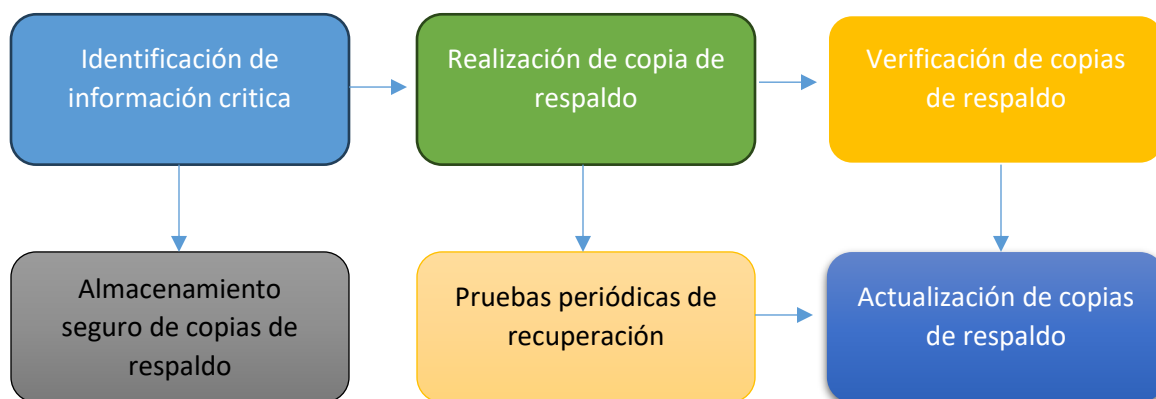 Identificación de
información critica
Realización de copia de
respaldo
Verificación de copias
de respaldo
Almacenamiento
seguro de copias de
respaldo
Pruebas periódicas de
recuperación
Actualización de copias
de respaldo